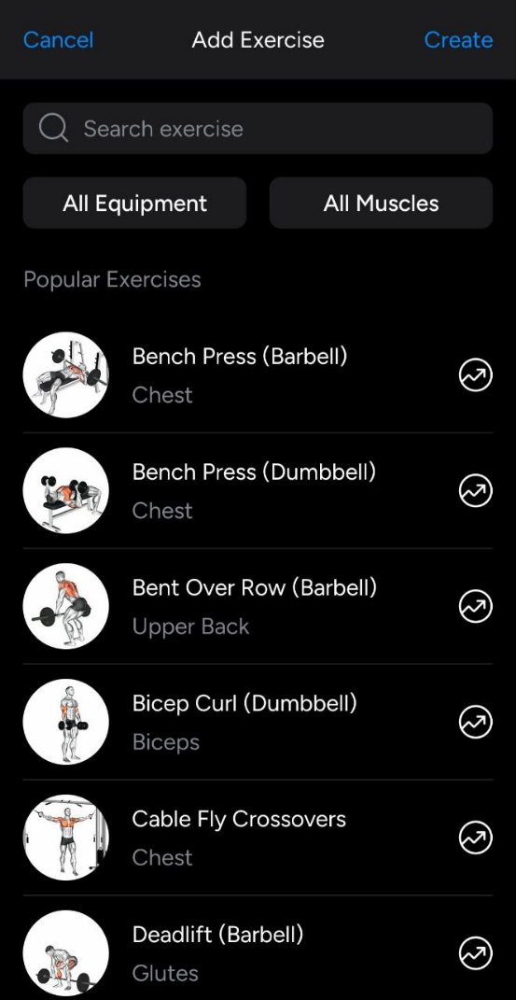 Cancel
Add Exercise
Create
Search exercise
All Equipment
All Muscles
Popular Exercises
Bench Press (Barbell)
Chest
Bench Press (Dumbbell)
Chest
Bent Over Row (Barbell)
Upper Back
Bicep Curl (Dumbbell)
Biceps
Cable Fly Crossovers
Chest
Deadlift (Barbell)
Glutes